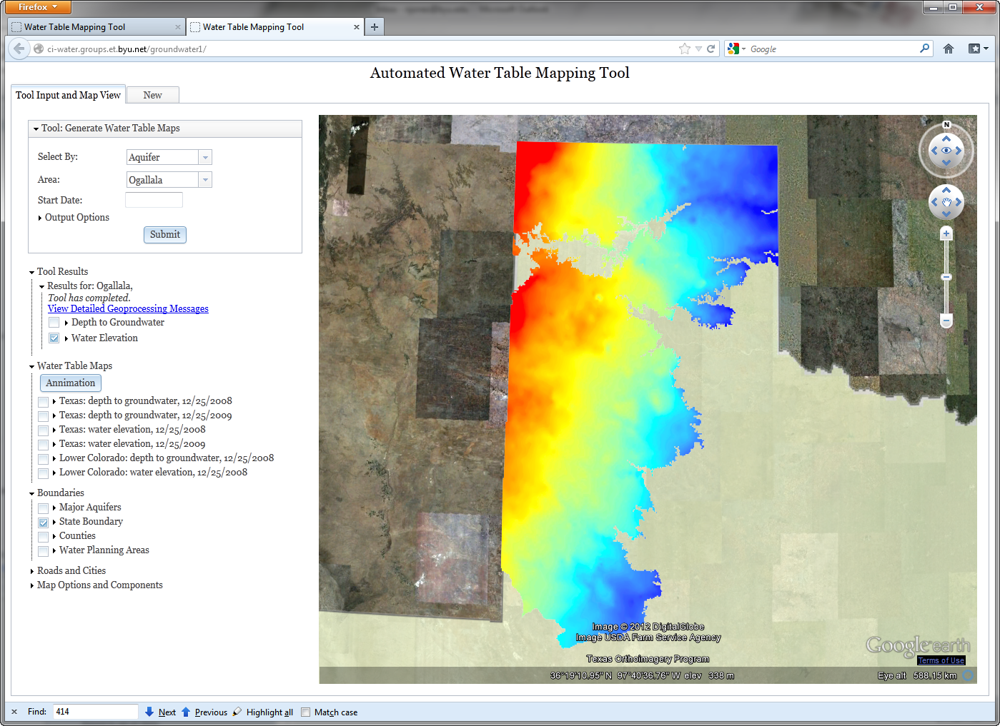 Firefox
Water Table Mapping Tool
Water Table Mapping Tool
ci-water.groups.et.byu.net/groundwater1/
Google
Automated Water Table Mapping Tool
Tool Input and Map View
New
Tool: Generate Water Table Maps
Select By:
Aquifer
Area:
Ogallala
Start Date:
Output Options
Submit
Tool Results
Results for: Ogallala,
Tool has completed.
View Detailed Geoprocessing Messages
Depth to Groundwater
Water Elevation
Water Table Maps
Annimation
Texas: depth to groundwater, 12/25/2008
Texas: depth to groundwater, 12/25/2009
Texas: water elevation, 12/25/2008
Texas: water elevation, 12/25/2009
Lower Colorado: depth to groundwater, 12/25/2008
Lower Colorado: water elevation, 12/25/2008
Boundaries
Major Aquifers
State Boundary
Counties
Water Planning Areas
Roads and Cities
Map Options and Components
N
Image © 2012 DigitalGlobe
Image USDA Farm Service Agency
Texas Orthoimagery Program
Google earth
Terms of Use
36°19'10.95" N 97°40'36.76" W elev 338 m
Eye alt 588.15 km
Find: 414 Next Previous Highlight all Match case